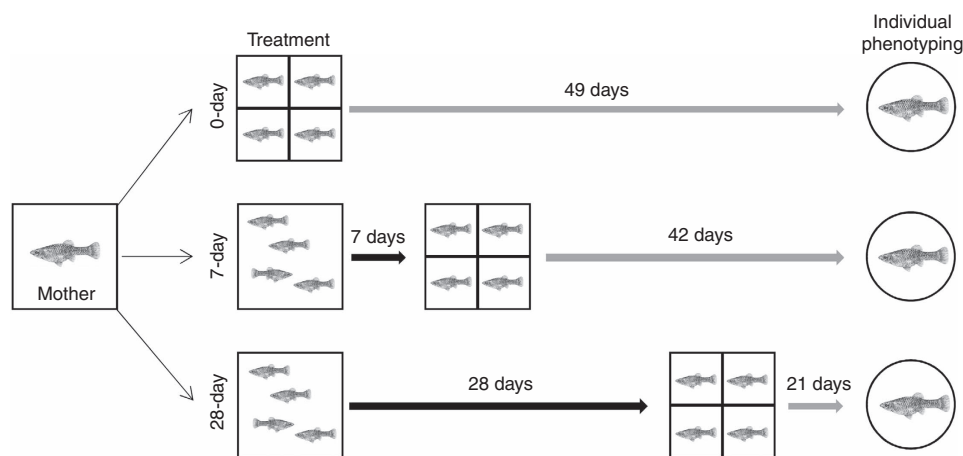 Treatment
Individual
phenotyping
0-day
49 days
Mother
7-day
7 days
42 days
28-day
28 days
21 days